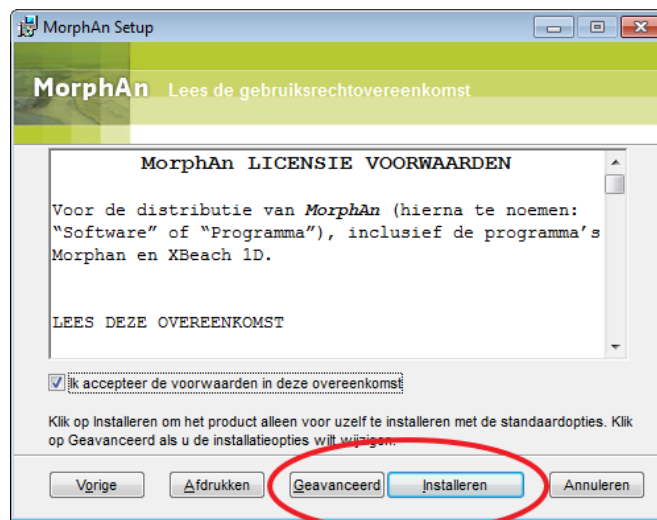 MorphAn Setup
MorphAn Lees de gebruiksrechtovereenkomst
MorphAn LICENSIE VOORWAARDEN
Voor de distributie van MorphAn (hierna te noemen:
“Software” of “Programma”), inclusief de programma’s
Morphan en XBeach 1D.
LEES DEZE OVEREENKOMST
Ik accepteer de voorwaarden in deze overeenkomst
Klik op Installeren om het product alleen voor uzelf te installeren met de standaardopties. Klik
op Geavanceerd als u de installatieopties wilt wijzigen.
Vorige Afdrukken Geavanceerd Installeren Annuleren